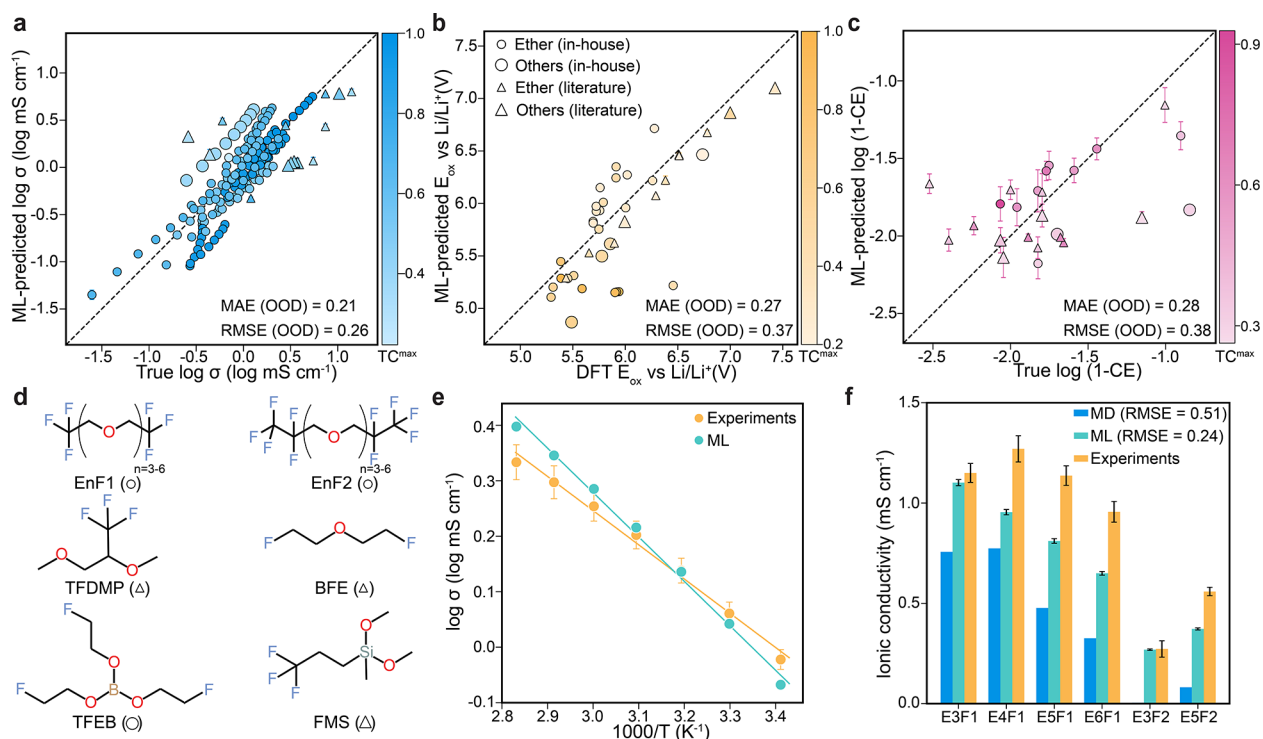 a
ML-predicted log σ (log mS cm⁻¹)
1.0
0.5
0.0
-0.5
-1.0
-1.5
-1.5 -1.0 -0.5 0.0 0.5 1.0
True log σ (log mS cm⁻¹)
MAE (OOD) = 0.21
RMSE (OOD) = 0.26
1.0
0.8
0.6
0.4
TCᵐᵃˣ
b
ML-predicted Eₒₓ vs Li/Li⁺(V)
7.5
7.0
6.5
6.0
5.5
5.0
Ether (in-house)
Others (in-house)
Ether (literature)
Others (literature)
MAE (OOD) = 0.27
RMSE (OOD) = 0.37
5.0 5.5 6.0 6.5 7.0 7.5
DFT Eₒₓ vs Li/Li⁺(V)
1.0
0.8
0.6
0.4
0.2
TCᵐᵃˣ
c
ML-predicted log (1-CE)
-1.0
-1.5
-2.0
-2.5
MAE (OOD) = 0.28
RMSE (OOD) = 0.38
-2.5 -2.0 -1.5 -1.0
True log (1-CE)
0.9
0.6
0.3
TCᵐᵃˣ
d
F F O F F F
n=3-6
EnF1 (○)
F F F F F O F F F F F
n=3-6
EnF2 (○)
F F F O O
TFDMP (△)
F O F
BFE (△)
F O F O B O F
TFEB (○)
F F F Si O O
FMS (△)
e
log σ (log mS cm⁻¹)
0.4
0.3
0.2
0.1
0.0
-0.1
Experiments
ML
2.8 2.9 3.0 3.1 3.2 3.3 3.4
1000/T (K⁻¹)
f
Ionic conductivity (mS cm⁻¹)
1.5
1.0
0.5
0.0
MD (RMSE = 0.51)
ML (RMSE = 0.24)
Experiments
E3F1 E4F1 E5F1 E6F1 E3F2 E5F2